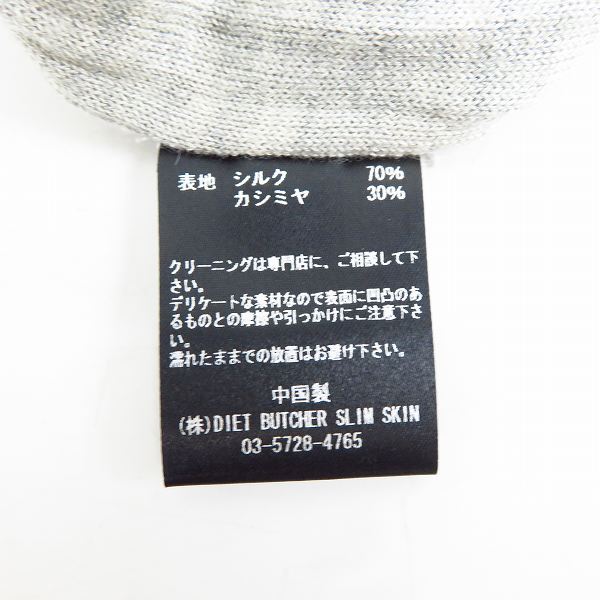 表地 シルク 70%
カシミヤ 30%
クリーニングは専門店に、ご相談して下
さい。
デリケートな素材なので表面に凹凸のあ
るものとの摩擦や引っかけにご注意下さ
い。
濡れたままでの放置はお避け下さい。
中国製
(株)DIET BUTCHER SLIM SKIN
03-5728-4765